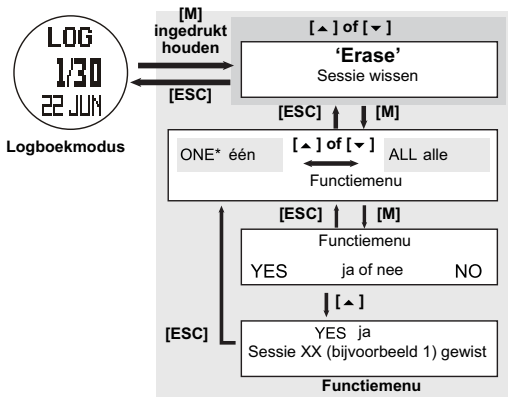 LOG
1/30
22 JUN
Logboekmodus
[M]
ingedrukt
houden
[ESC]
[▲] of [▼]
'Erase'
Sessie wissen
[ESC] [M]
ONE* één [▲] of [▼] ALL alle
Functiemenu
[ESC] [M]
Functiemenu
YES ja of nee NO
[▲]
[ESC]
YES ja
Sessie XX (bijvoorbeeld 1) gewist
Functiemenu